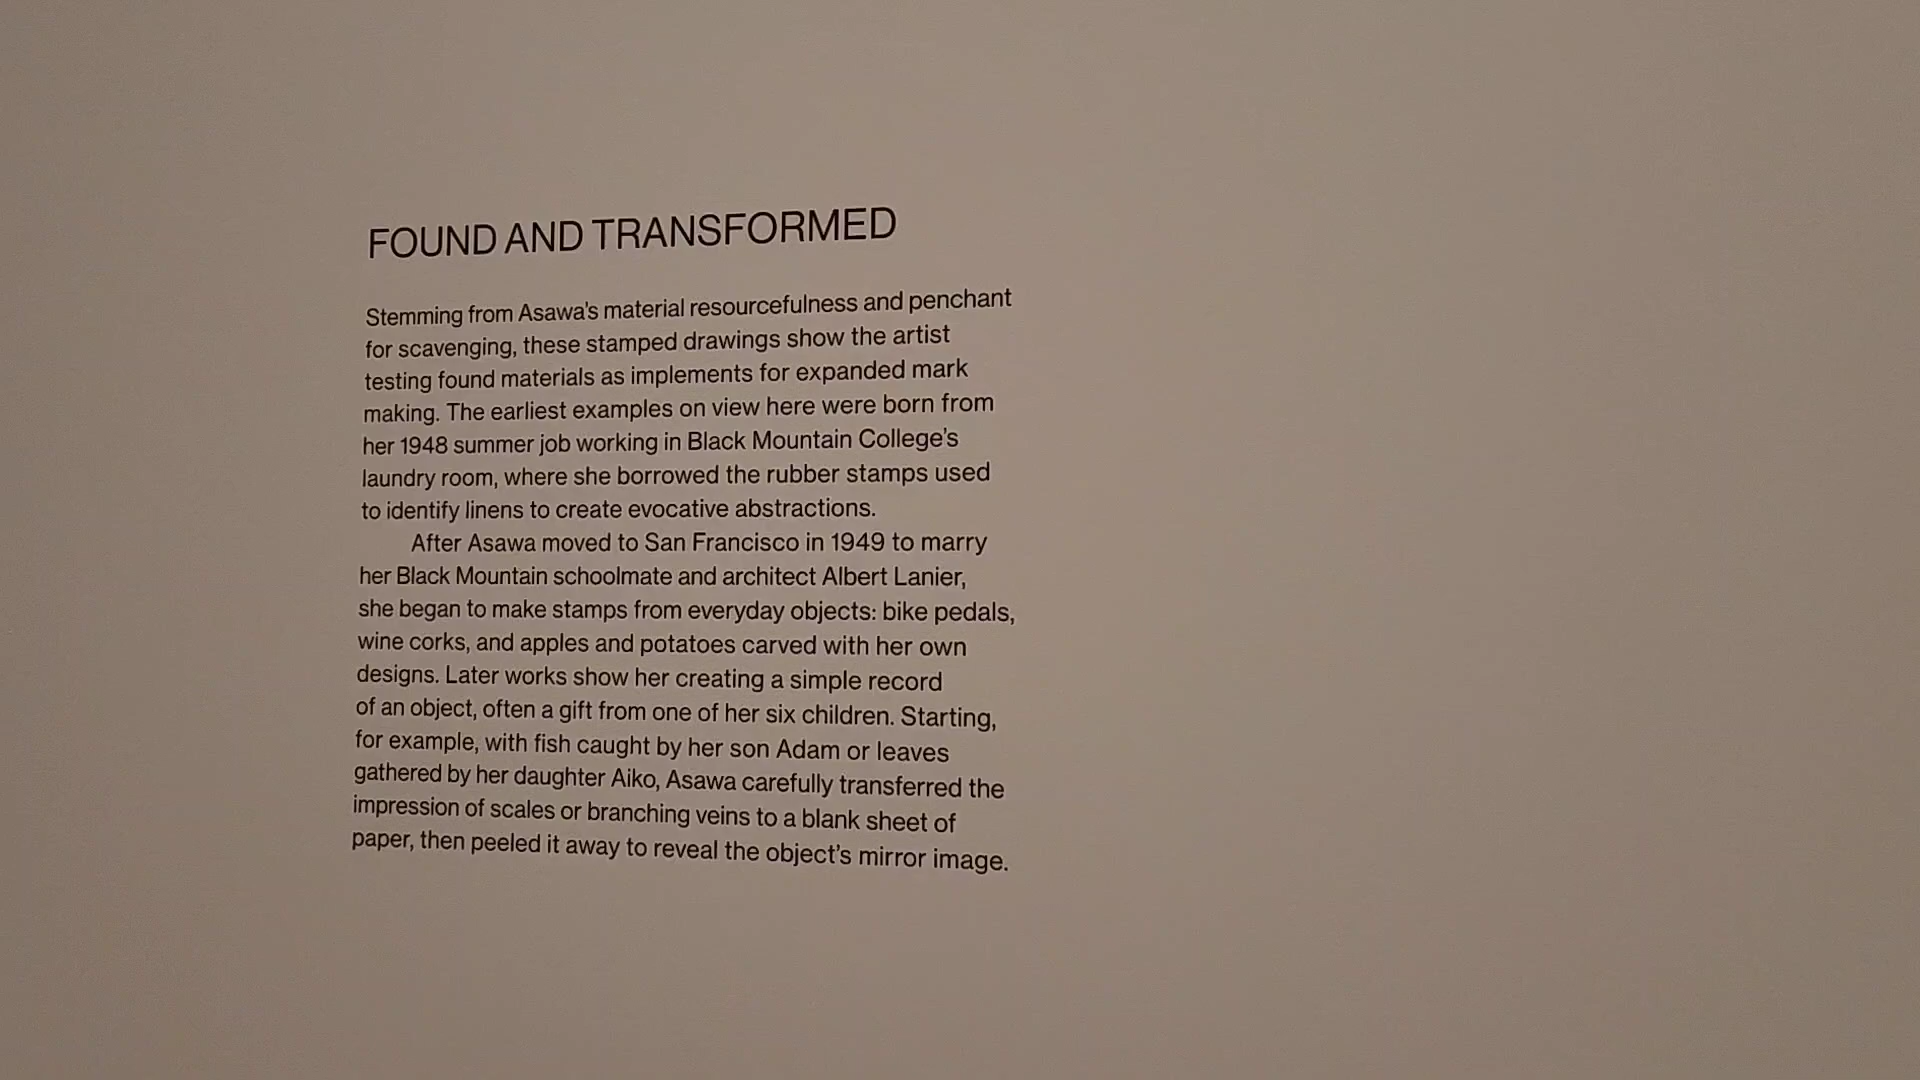 FOUND AND TRANSFORMED
Stemming from Asawa's material resourcefulness and penchant
for scavenging, these stamped drawings show the artist
testing found materials as implements for expanded mark
making. The earliest examples on view here were born from
her 1948 summer job working in Black Mountain College's
laundry room, where she borrowed the rubber stamps used
to identify linens to create evocative abstractions.
After Asawa moved to San Francisco in 1949 to marry
her Black Mountain schoolmate and architect Albert Lanier,
she began to make stamps from everyday objects: bike pedals,
wine corks, and apples and potatoes carved with her own
designs. Later works show her creating a simple record
of an object, often a gift from one of her six children. Starting,
for example, with fish caught by her son Adam or leaves
gathered by her daughter Aiko, Asawa carefully transferred the
impression of scales or branching veins to a blank sheet of
paper, then peeled it away to reveal the object's mirror image.